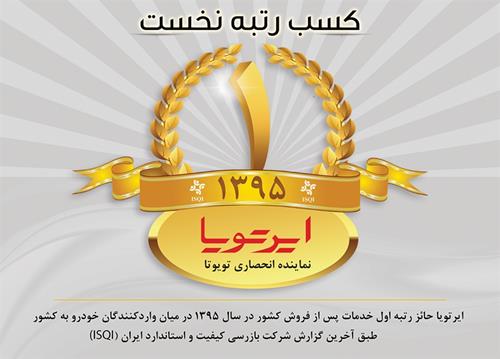 کسب رتبه نخست
۱
ISQI ۱۳۹۵ ISQI
ایرتویا
نماینده انحصاری تویوتا
ایرتویا حائز رتبه اول خدمات پس از فروش کشور در سال ۱۳۹۵ در میان واردکنندگان خودرو به کشور
طبق آخرین گزارش شرکت بازرسی کیفیت و استاندارد ایران (ISQI)